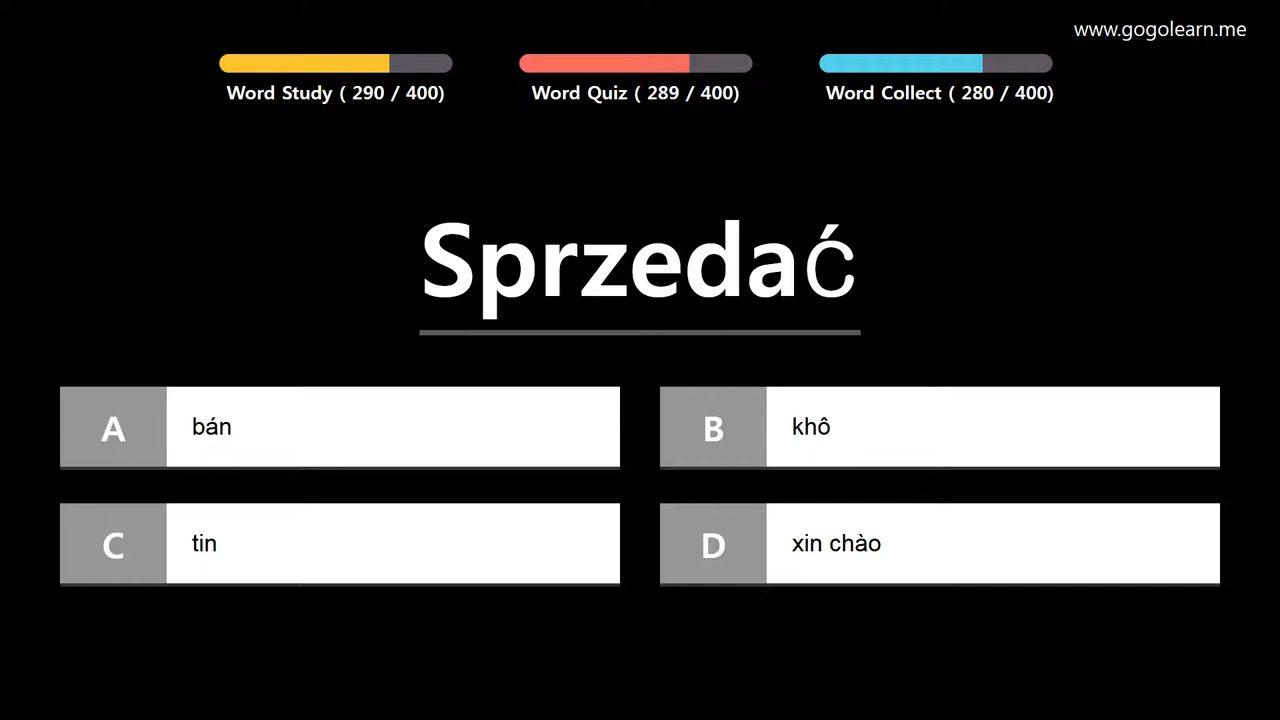 www.gogolearn.me
Word Study ( 290 / 400)
Word Quiz ( 289 / 400)
Word Collect ( 280 / 400)
Sprzedać
A bán
B khô
C tin
D xin chào